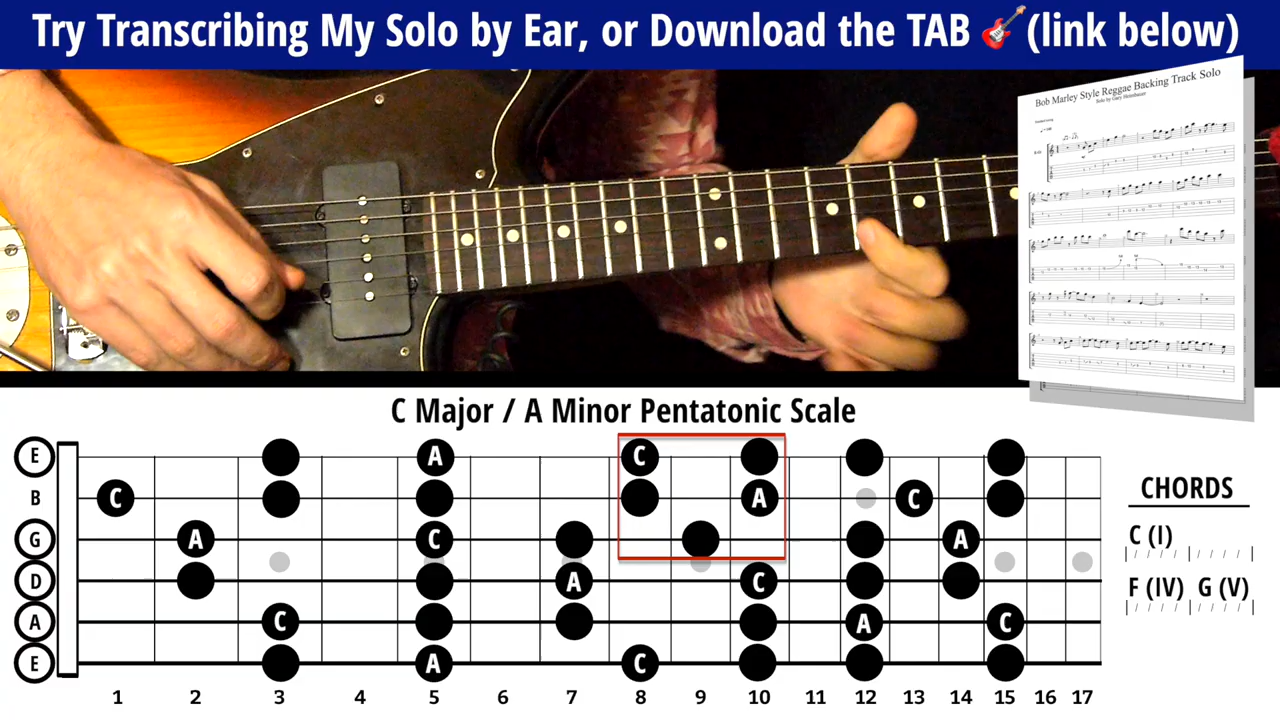 Try Transcribing My Solo by Ear, or Download the TAB 🎸 (link below)
Bob Marley Style Reggae Backing Track Solo
C Major / A Minor Pentatonic Scale
E A C
B C A
G A C A
D A C
A C A C
E A C
1 2 3 4 5 6 7 8 9 10 11 12 13 14 15 16 17
CHORDS
C (I)
F (IV) G (V)